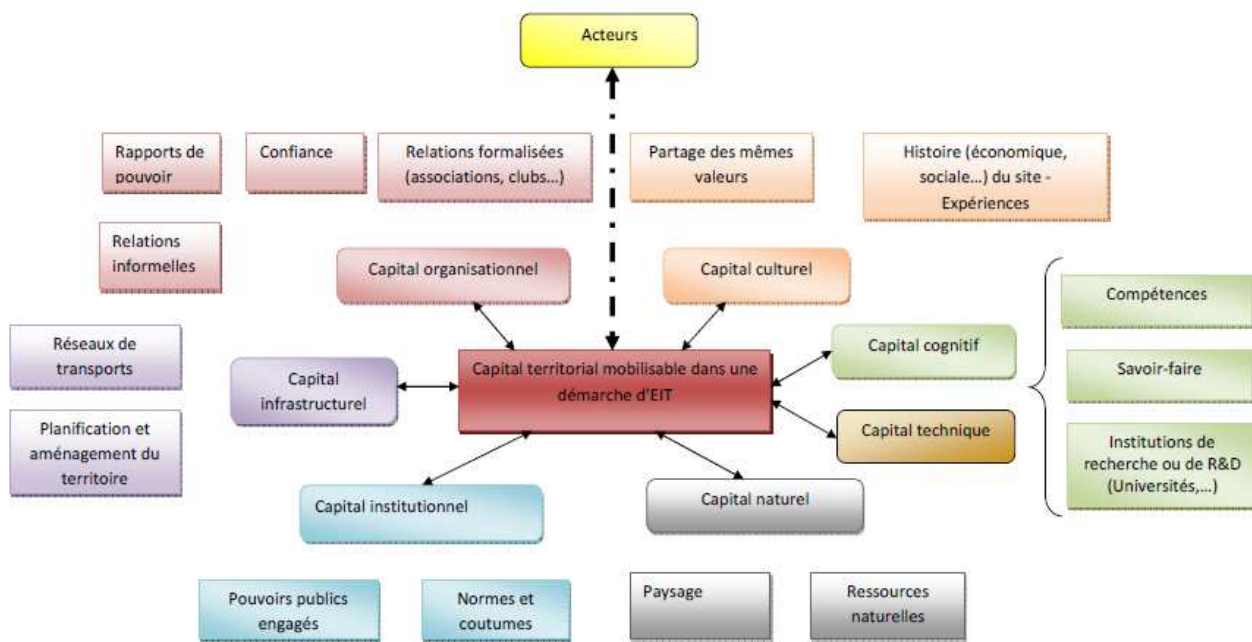 Acteurs
Rapports de
pouvoir
Confiance
Relations formalisées
(associations, clubs…)
Partage des mêmes
valeurs
Histoire (économique,
sociale…) du site -
Expériences
Relations
informelles
Capital organisationnel
Capital culturel
Compétences
Réseaux de
transports
Capital
infrastructurel
Capital territorial mobilisable dans une
démarche d’EIT
Capital cognitif
Savoir-faire
Planification et
aménagement du
territoire
Capital technique
Institutions de
recherche ou de R&D
(Universités,…)
Capital institutionnel
Capital naturel
Pouvoirs publics
engagés
Normes et
coutumes
Paysage
Ressources
naturelles